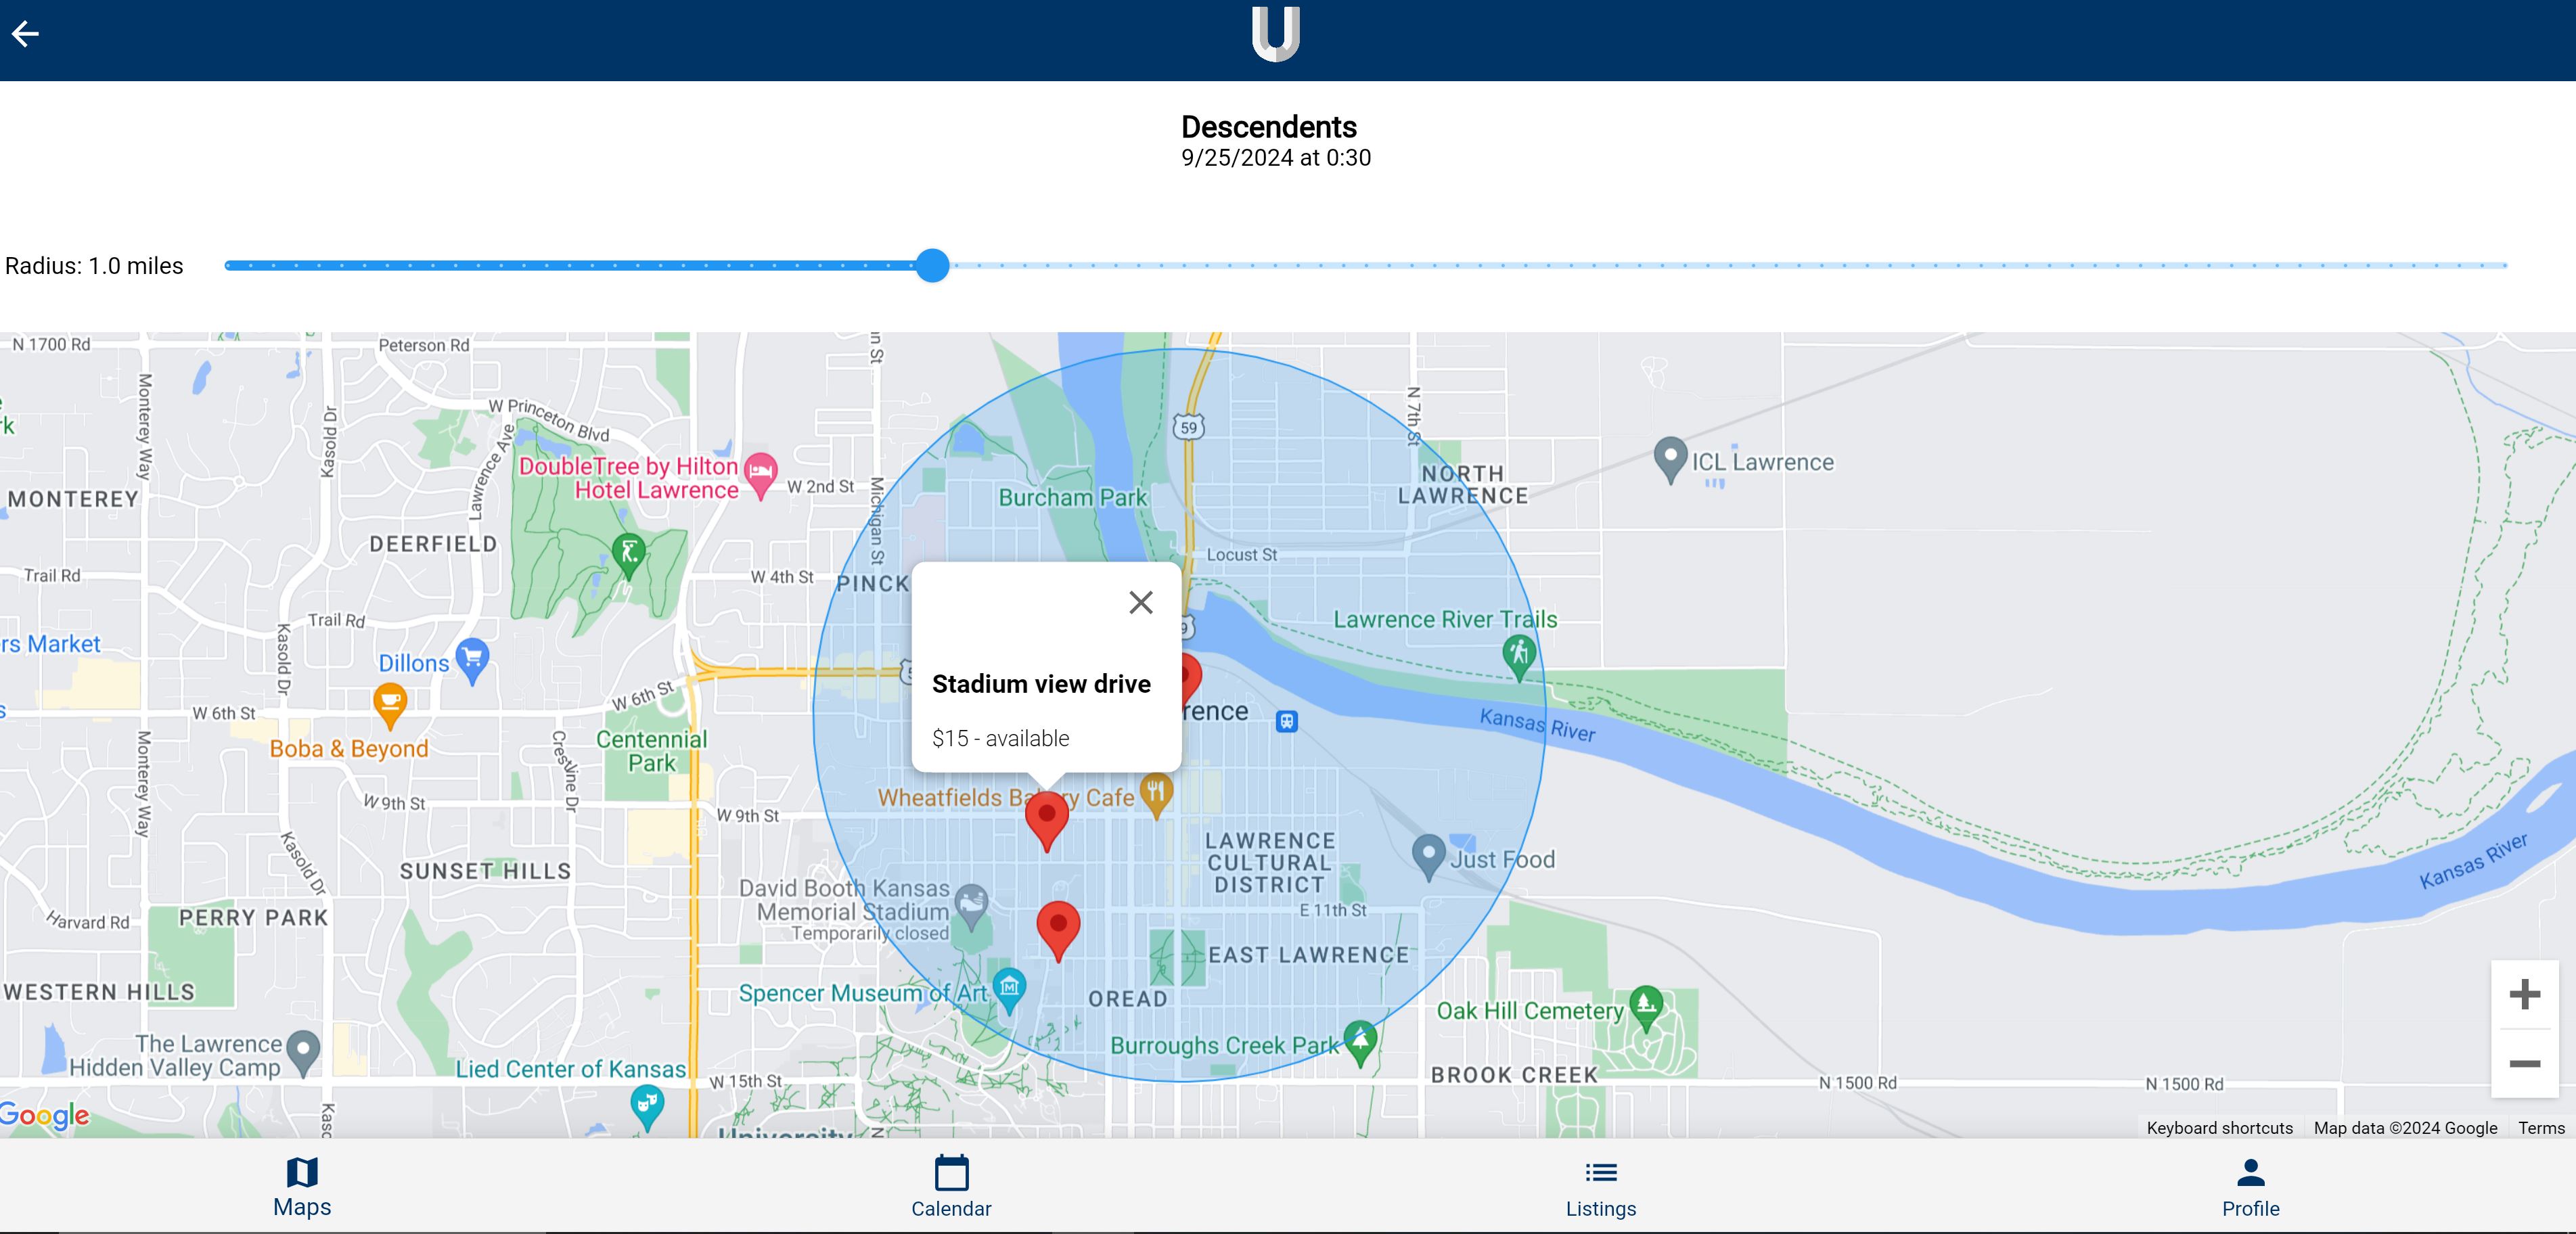 U
Descendents
9/25/2024 at 0:30
Radius: 1.0 miles
N 1700 Rd
Peterson Rd
Monterey Way
Kasold Dr
Lawrence Ave
W Princeton Blvd
DoubleTree by Hilton
Hotel Lawrence
W 2nd St
Michigan St
Burcham Park
59
N 7th St
NORTH
LAWRENCE
ICL Lawrence
MONTEREY
DEERFIELD
Locust St
Trail Rd
W 4th St
PINCK
Trail Rd
Lawrence River Trails
rs Market
Kasold Dr
Dillons
Stadium view drive
$15 - available
W 6th St
W 6th St
rence
Kansas River
Boba & Beyond
Centennial
Park
Monterey Way
Crestline Dr
Wheatfields Bakery Cafe
W 9th St
W 9th St
LAWRENCE
CULTURAL
DISTRICT
Just Food
Kansas River
Kasold Dr
SUNSET HILLS
David Booth Kansas
Memorial Stadium
Temporarily closed
E 11th St
Harvard Rd
PERRY PARK
EAST LAWRENCE
WESTERN HILLS
Spencer Museum of Art
OREAD
Oak Hill Cemetery
The Lawrence
Hidden Valley Camp
Burroughs Creek Park
Lied Center of Kansas
W 15th St
BROOK CREEK
N 1500 Rd
N 1500 Rd
Google
Keyboard shortcuts
Map data ©2024 Google
Terms
Maps
Calendar
Listings
Profile